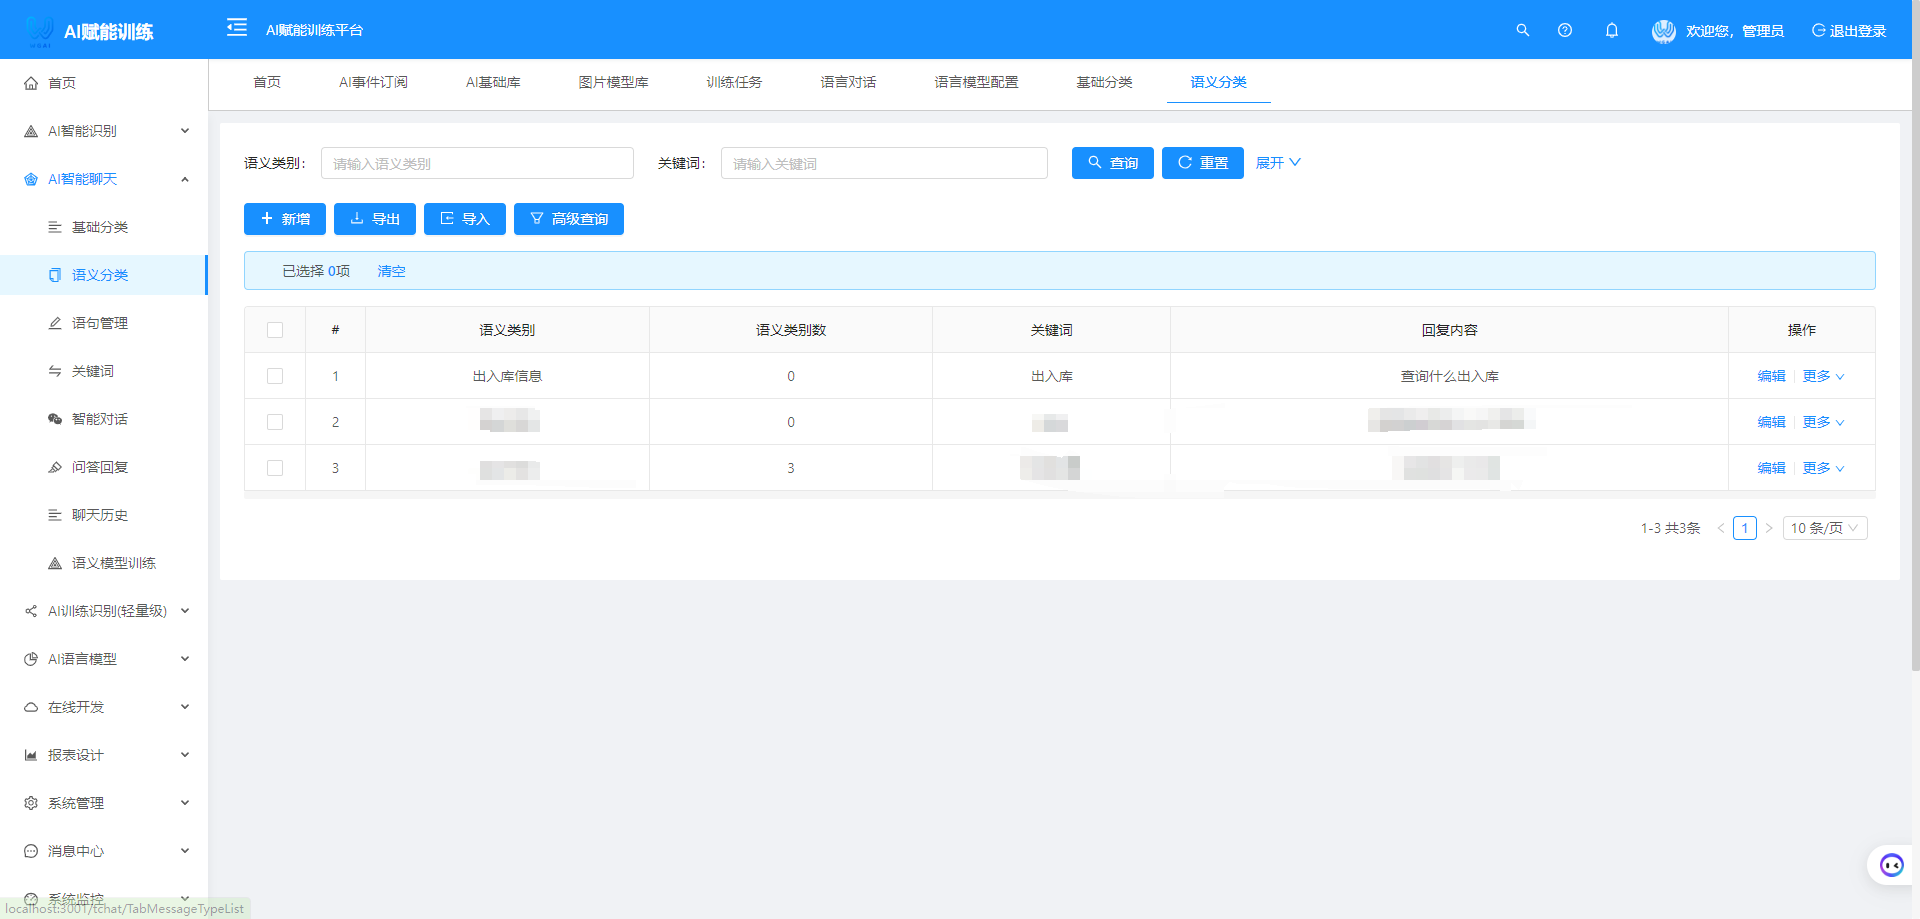 AI赋能训练
AI赋能训练平台
欢迎您，管理员
退出登录
首页
AI智能识别
AI智能聊天
基础分类
语义分类
语句管理
关键词
智能对话
问答回复
聊天历史
语义模型训练
AI训练识别(轻量级)
AI语言模型
在线开发
报表设计
系统管理
消息中心
系统监控
localhost:3001/tchat/TabMessageTypeList
首页 AI事件订阅 AI基础库 图片模型库 训练任务 语言对话 语言模型配置 基础分类 语义分类
语义类别： 请输入语义类别 关键词： 请输入关键词 查询 重置 展开
新增 导出 导入 高级查询
已选择 0项 清空
# 语义类别 语义类别数 关键词 回复内容 操作
1 出入库信息 0 出入库 查询什么出入库 编辑 更多
2 0 编辑 更多
3 3 编辑 更多
1-3 共3条 < 1 > 10 条/页